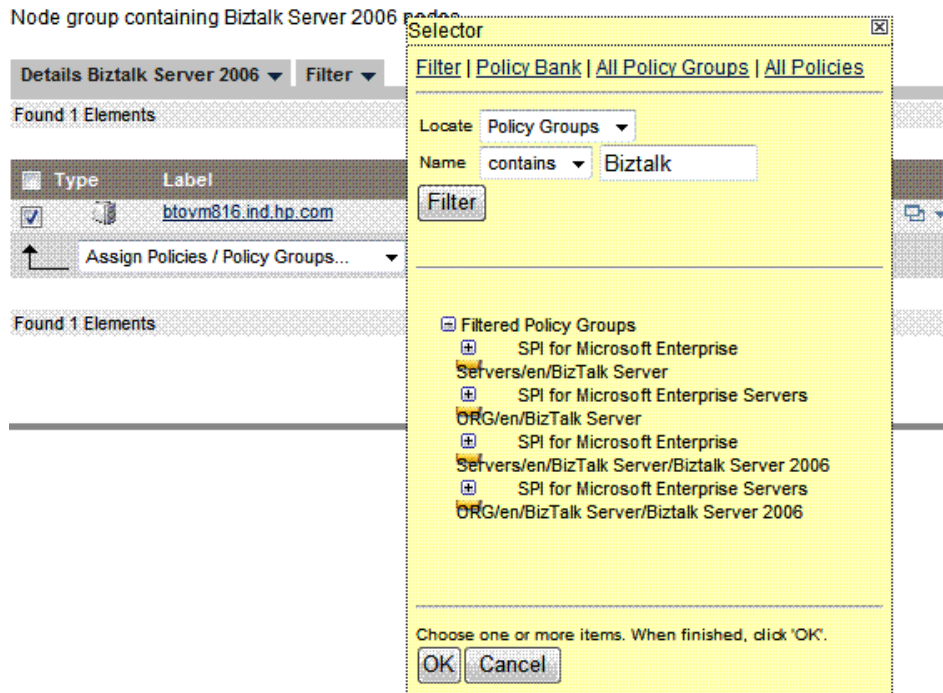 Node group containing Biztalk Server 2006
Details Biztalk Server 2006 Filter
Found 1 Elements
Type Label
btovm816.ind.hp.com
Assign Policies / Policy Groups...
Found 1 Elements
Selector
Filter | Policy Bank | All Policy Groups | All Policies
Locate Policy Groups
Name contains Biztalk
Filter
Filtered Policy Groups
SPI for Microsoft Enterprise
Servers/en/BizTalk Server
SPI for Microsoft Enterprise Servers
ORG/en/BizTalk Server
SPI for Microsoft Enterprise
Servers/en/BizTalk Server/Biztalk Server 2006
SPI for Microsoft Enterprise Servers
ORG/en/BizTalk Server/Biztalk Server 2006
Choose one or more items. When finished, click 'OK'.
OK Cancel